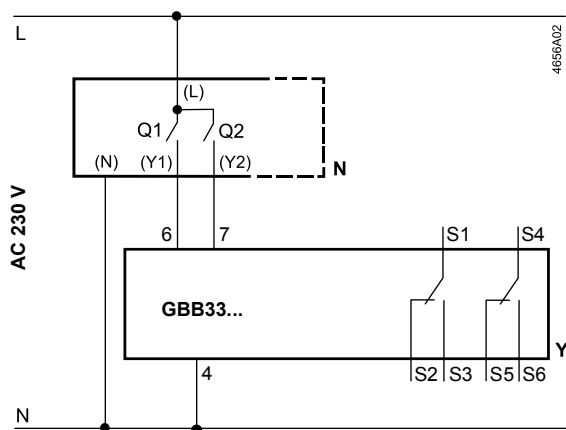 L
4656A02
(L)
Q1 Q2
(N) (Y1) (Y2)
N
AC 230 V
6 7 S1 S4
GBB33...
Y
4 S2 S3 S5 S6
N